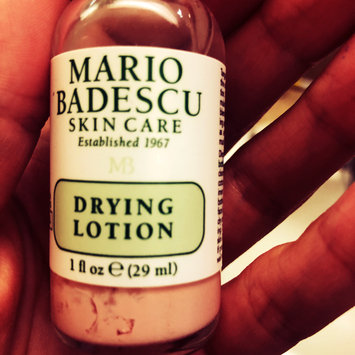 MARIO
BADESCU
SKIN CARE
Established 1967
MB
DRYING
LOTION
1 fl oz ℮ (29 ml)